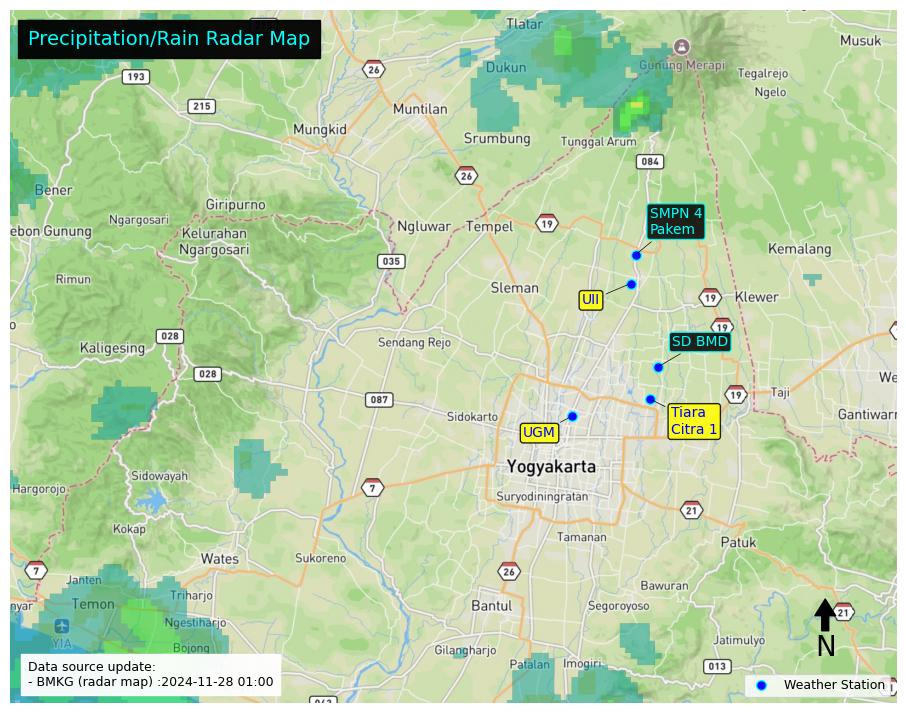 Precipitation/Rain Radar Map
Tlatar
26
193
Dukun
Gunung Merapi
Musuk
Tegalrejo
Ngelo
215
Muntilan
Mungkid
Srumbung
Tunggal Arum
084
26
Bener
Giripurno
SMPN 4
Pakem
Ngargosari
Ngluwar
Tempel
19
ebon Gunung
Kelurahan
Ngargosari
Kemalang
035
Rimun
Sleman
UII
19
Klewer
028
19
Kaligesing
Sendang Rejo
SD BMD
028
087
19
Taji
We
Sidokarto
Tiara
Citra 1
Gantiwarn
UGM
Yogyakarta
Sidowayah
Hargorojo
7
Suryodiningratan
21
Kokap
Tamanan
Patuk
Wates
Sukoreno
7
26
Janten
Bawuran
Temon
Triharjo
nyar
Bantul
Segoroyoso
21
Ngestiharjo
YIA
Bojong
Gilangharjo
Jatimulyo
N
Patalan
Imogiri
013
Data source update:
- BMKG (radar map) :2024-11-28 01:00
Weather Station